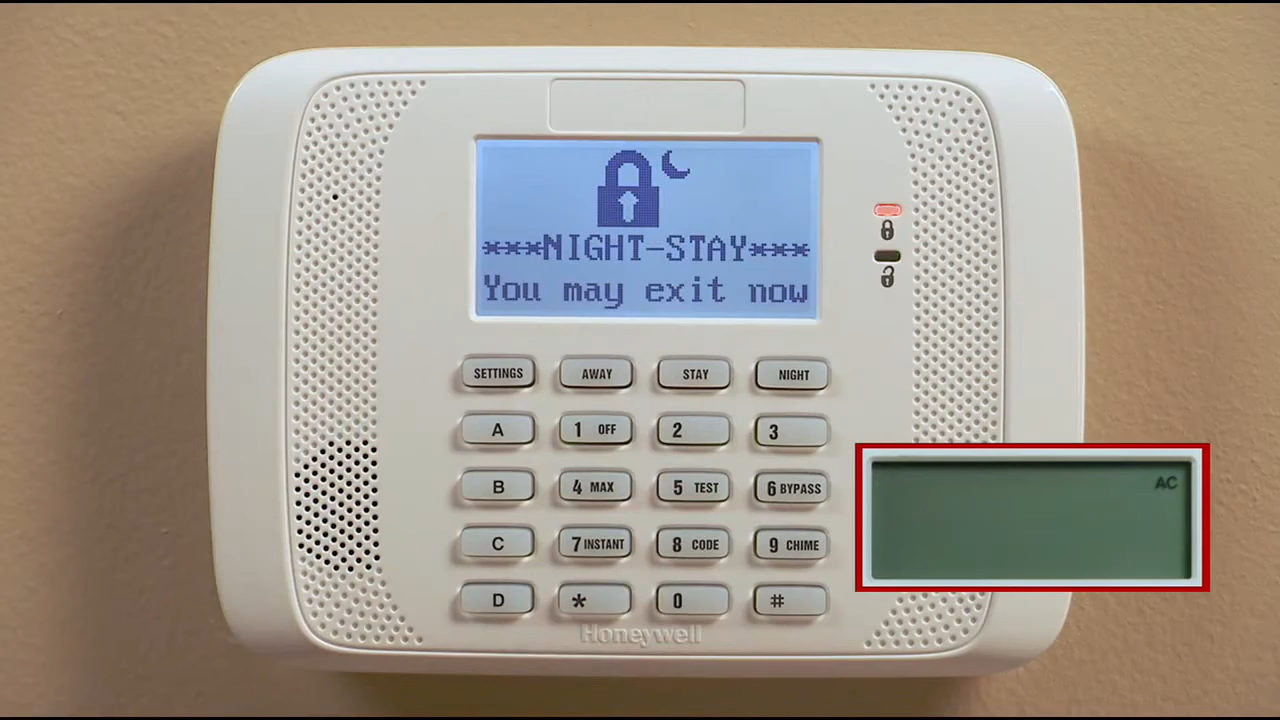 ***NIGHT-STAY***
You may exit now
SETTINGS AWAY STAY NIGHT
A 1 OFF 2 3
B 4 MAX 5 TEST 6 BYPASS
C 7 INSTANT 8 CODE 9 CHIME
D * 0 #
Honeywell
AC